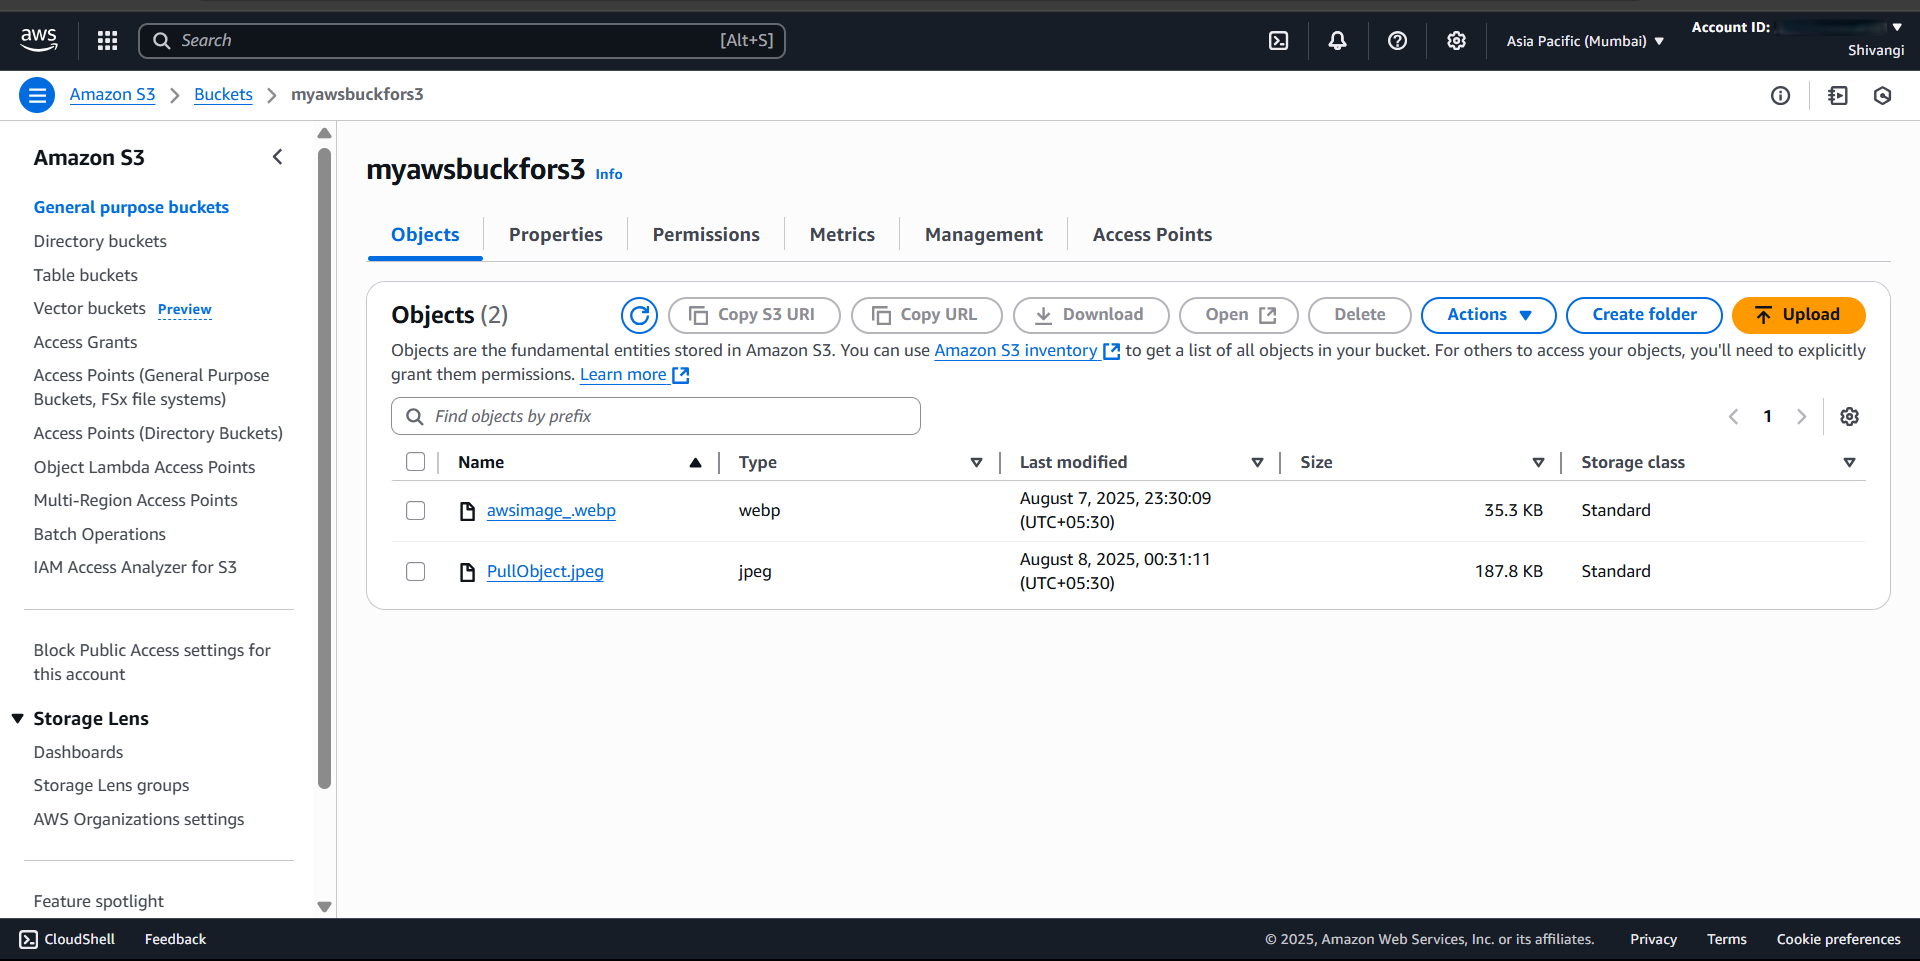 aws
Search [Alt+S]
Asia Pacific (Mumbai)
Account ID:
Shivangi
Amazon S3
Buckets
myawsbuckfors3
Amazon S3
General purpose buckets
Directory buckets
Table buckets
Vector buckets Preview
Access Grants
Access Points (General Purpose
Buckets, FSx file systems)
Access Points (Directory Buckets)
Object Lambda Access Points
Multi-Region Access Points
Batch Operations
IAM Access Analyzer for S3
Block Public Access settings for
this account
Storage Lens
Dashboards
Storage Lens groups
AWS Organizations settings
Feature spotlight
myawsbuckfors3 Info
Objects Properties Permissions Metrics Management Access Points
Objects (2) Copy S3 URI Copy URL Download Open Delete Actions Create folder Upload
Objects are the fundamental entities stored in Amazon S3. You can use Amazon S3 inventory to get a list of all objects in your bucket. For others to access your objects, you'll need to explicitly
grant them permissions. Learn more
Find objects by prefix
1
Name Type Last modified Size Storage class
awsimage_.webp webp August 7, 2025, 23:30:09 (UTC+05:30) 35.3 KB Standard
PullObject.jpeg jpeg August 8, 2025, 00:31:11 (UTC+05:30) 187.8 KB Standard
CloudShell Feedback © 2025, Amazon Web Services, Inc. or its affiliates. Privacy Terms Cookie preferences